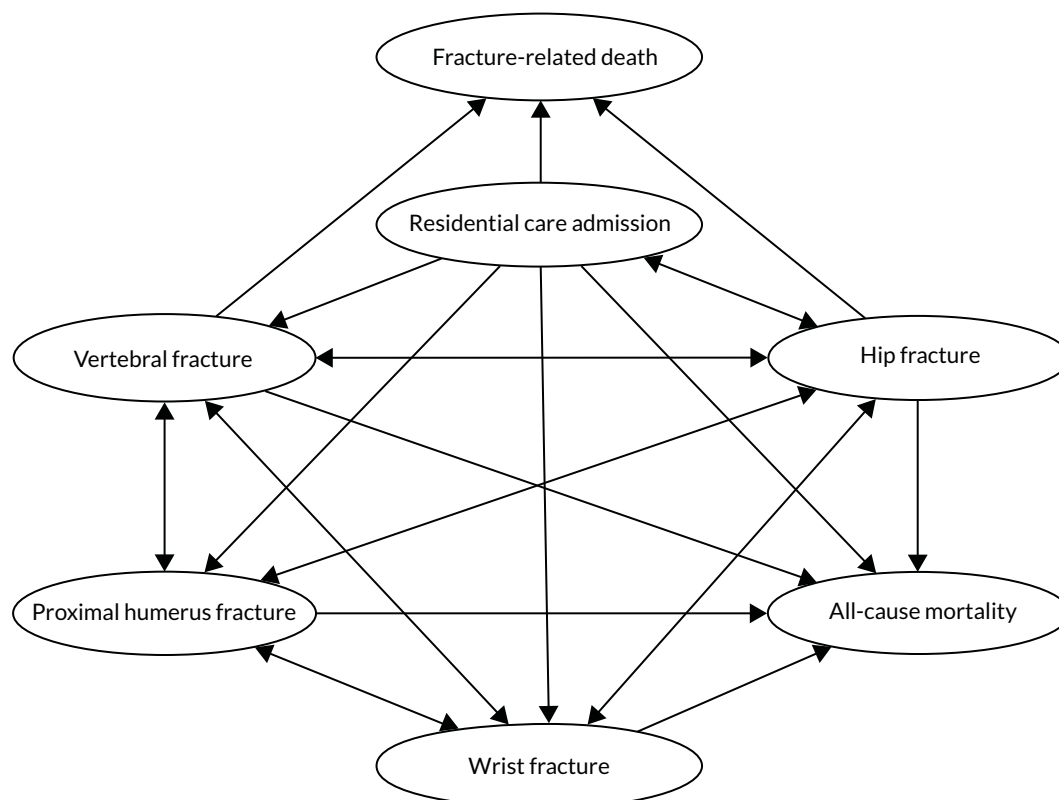 Fracture-related death
Residential care admission
Vertebral fracture
Hip fracture
Proximal humerus fracture
All-cause mortality
Wrist fracture